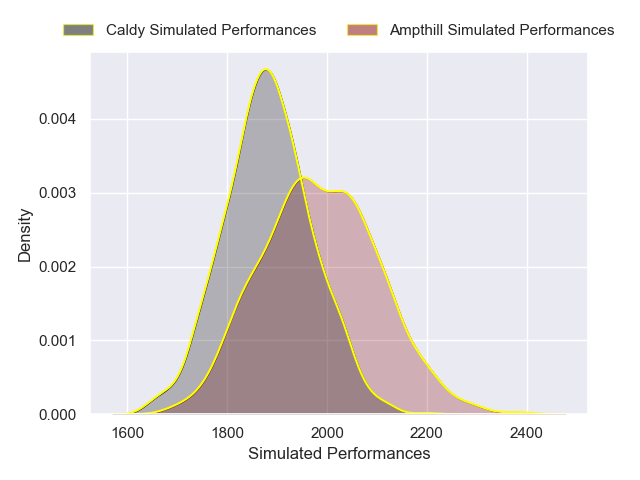 Caldy Simulated Performances Ampthill Simulated Performances
0.004
0.003
Density
0.002
0.001
0.000
1600 1800 2000 2200 2400
Simulated Performances